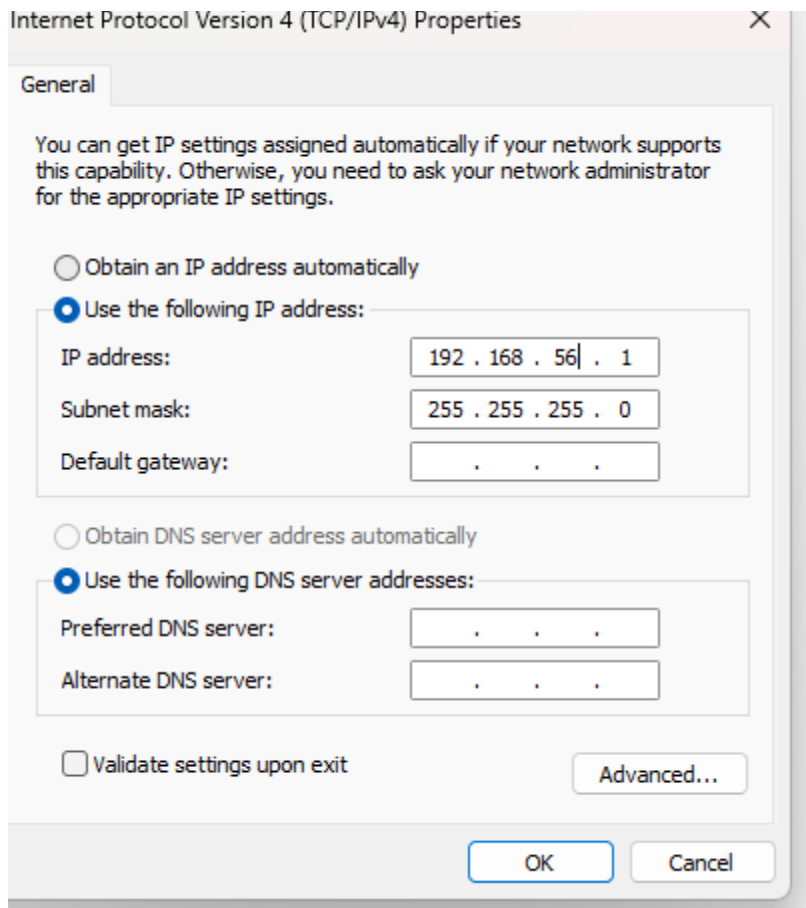 Internet Protocol Version 4 (TCP/IPv4) Properties
General
You can get IP settings assigned automatically if your network supports
this capability. Otherwise, you need to ask your network administrator
for the appropriate IP settings.
Obtain an IP address automatically
Use the following IP address:
IP address: 192 . 168 . 56 . 1
Subnet mask: 255 . 255 . 255 . 0
Default gateway: . . .
Obtain DNS server address automatically
Use the following DNS server addresses:
Preferred DNS server: . . .
Alternate DNS server: . . .
Validate settings upon exit
Advanced...
OK Cancel